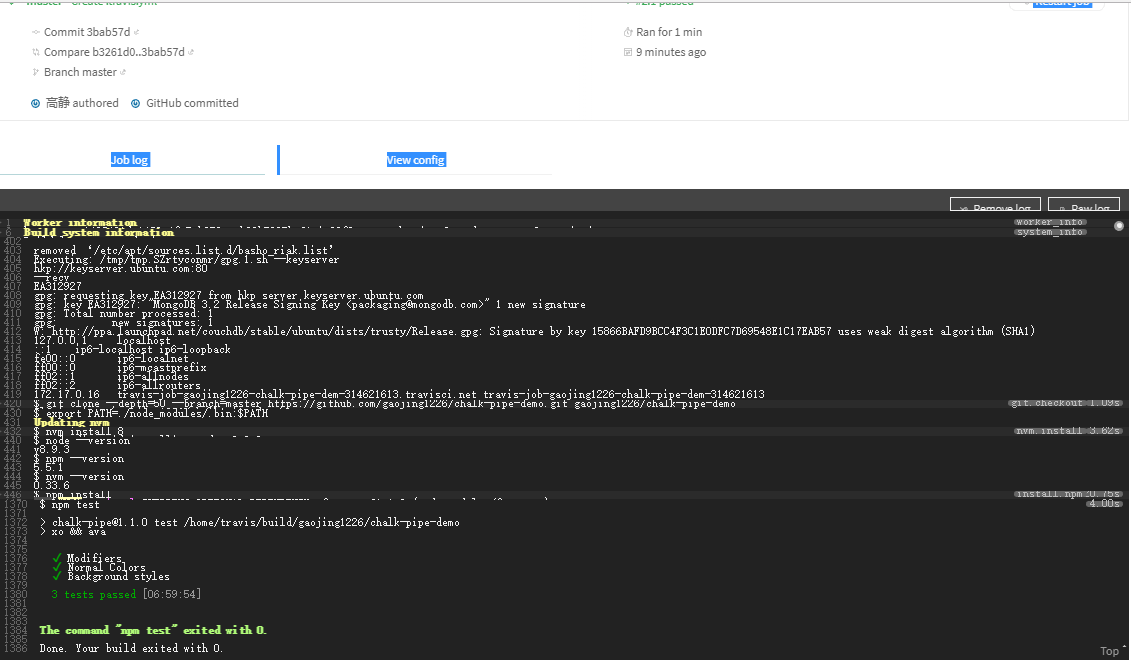 master
#2.1 passed
Restart job
Commit 3bab57d
Ran for 1 min
Compare b3261d0..3bab57d
9 minutes ago
Branch master
高静 authored
GitHub committed
Job log
View config
Remove log
Raw log
1 Worker information worker_info
6 Build system information system_info
402
403 removed ‘/etc/apt/sources.list.d/basho_riak.list’
404 Executing: /tmp/tmp.SZrtyconmr/gpg.1.sh --keyserver
405 hkp://keyserver.ubuntu.com:80
406 --recv
407 EA312927
408 gpg: requesting key EA312927 from hkp server keyserver.ubuntu.com
409 gpg: key EA312927: "MongoDB 3.2 Release Signing Key <packaging@mongodb.com>" 1 new signature
410 gpg: Total number processed: 1
411 gpg: new signatures: 1
412 W: http://ppa.launchpad.net/couchdb/stable/ubuntu/dists/trusty/Release.gpg: Signature by key 15866BAFD9BCC4F3C1E0DFC7D69548E1C17EAB57 uses weak digest algorithm (SHA1)
413 127.0.0.1 localhost
414 ::1 ip6-localhost ip6-loopback
415 fe00::0 ip6-localnet
416 ff00::0 ip6-mcastprefix
417 ff02::1 ip6-allnodes
418 ff02::2 ip6-allrouters
419 172.17.0.16 travis-job-gaojing1226-chalk-pipe-dem-314621613.travisci.net travis-job-gaojing1226-chalk-pipe-dem-314621613
420 $ git clone --depth=50 --branch=master https://github.com/gaojing1226/chalk-pipe-demo.git gaojing1226/chalk-pipe-demo git.checkout 1.09s
430 $ export PATH=./node_modules/.bin:$PATH
431 Updating nvm
432 $ nvm install 8 nvm.install 3.62s
440 $ node --version
441 v8.9.3
442 $ npm --version
443 5.5.1
444 $ nvm --version
445 0.33.6
446 $ npm install install.npm 20.75s
1370 $ npm test 4.00s
1371
1372 > chalk-pipe@1.1.0 test /home/travis/build/gaojing1226/chalk-pipe-demo
1373 > xo && ava
1374
1375
1376 ✓ Modifiers
1377 ✓ Normal Colors
1378 ✓ Background styles
1379
1380 3 tests passed [06:59:54]
1381
1382
1383
1384 The command "npm test" exited with 0.
1385
1386 Done. Your build exited with 0.
Top